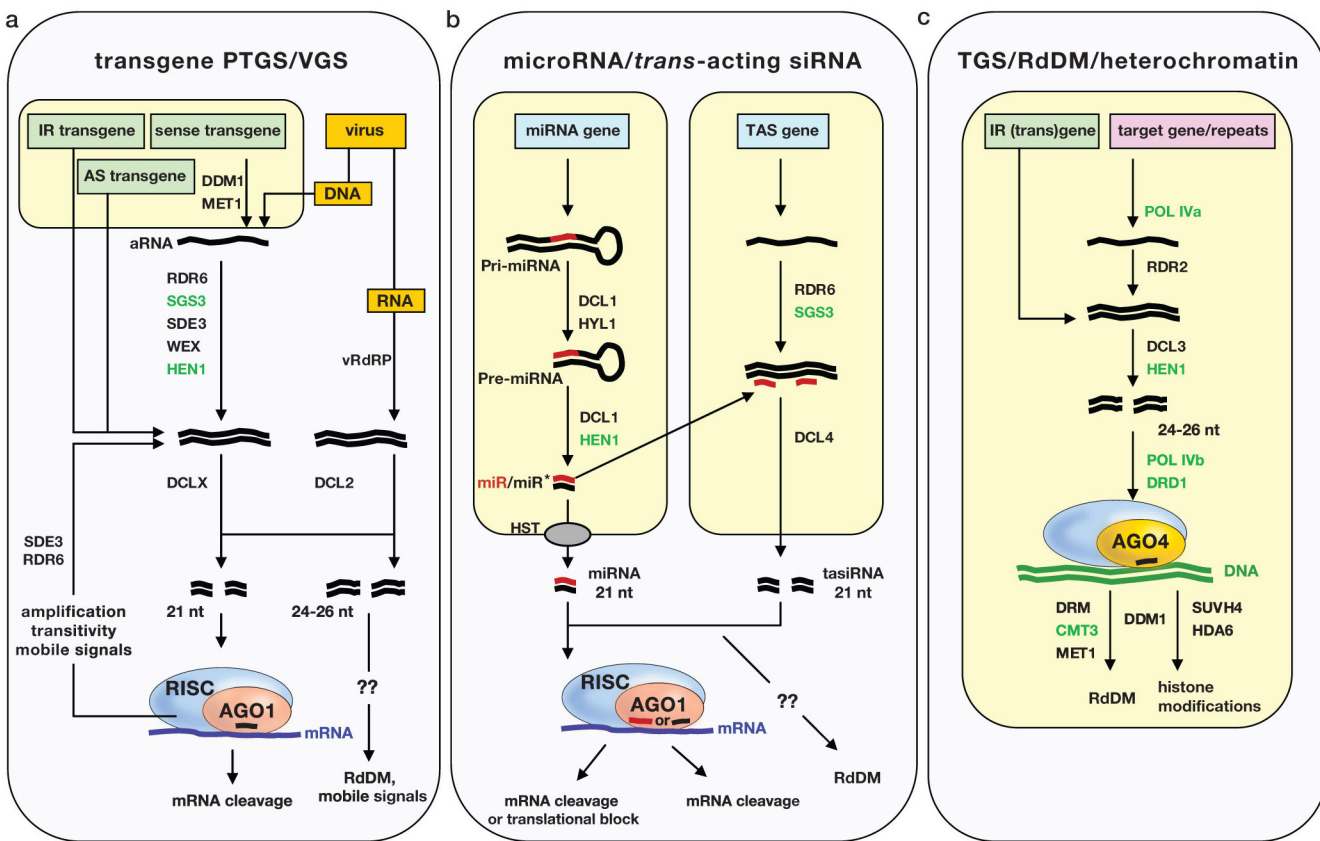 a
transgene PTGS/VGS
IR transgene
sense transgene
virus
AS transgene
DDM1
MET1
DNA
aRNA
RDR6
SGS3
SDE3
WEX
HEN1
RNA
vRdRP
DCLX
DCL2
SDE3
RDR6
amplification
transitivity
mobile signals
21 nt
24-26 nt
RISC
AGO1
mRNA
??
mRNA cleavage
RdDM,
mobile signals
b
microRNA/trans-acting siRNA
miRNA gene
TAS gene
Pri-miRNA
DCL1
HYL1
RDR6
SGS3
Pre-miRNA
DCL1
HEN1
DCL4
miR/miR*
HST
miRNA
21 nt
tasiRNA
21 nt
RISC
AGO1
or
mRNA
??
RdDM
mRNA cleavage
or translational block
mRNA cleavage
c
TGS/RdDM/heterochromatin
IR (trans)gene
target gene/repeats
POL IVa
RDR2
DCL3
HEN1
24-26 nt
POL IVb
DRD1
AGO4
DNA
DRM
CMT3
MET1
DDM1
SUVH4
HDA6
RdDM
histone
modifications